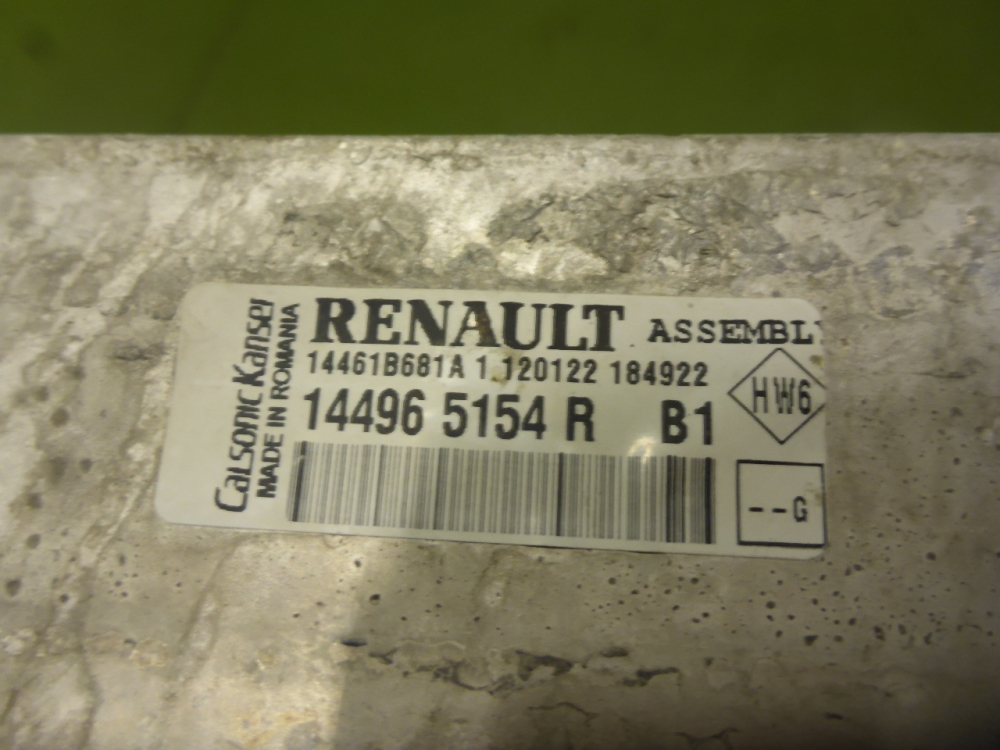 Calsonic Kansei
MADE IN ROMANIA
RENAULT ASSEMBLY
14461B681A 1 120122 184922
14496 5154 R B1
HW6
--G